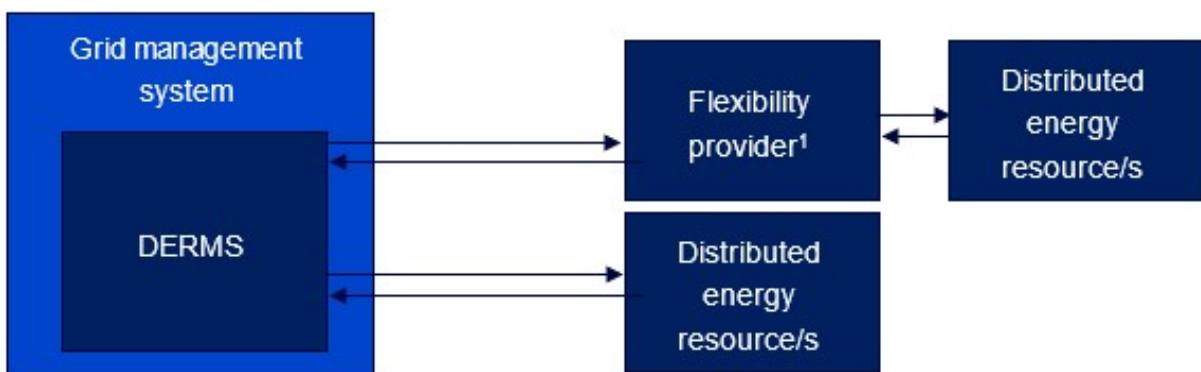 Grid management
system
DERMS
Flexibility
provider¹
Distributed
energy
resource/s
Distributed
energy
resource/s